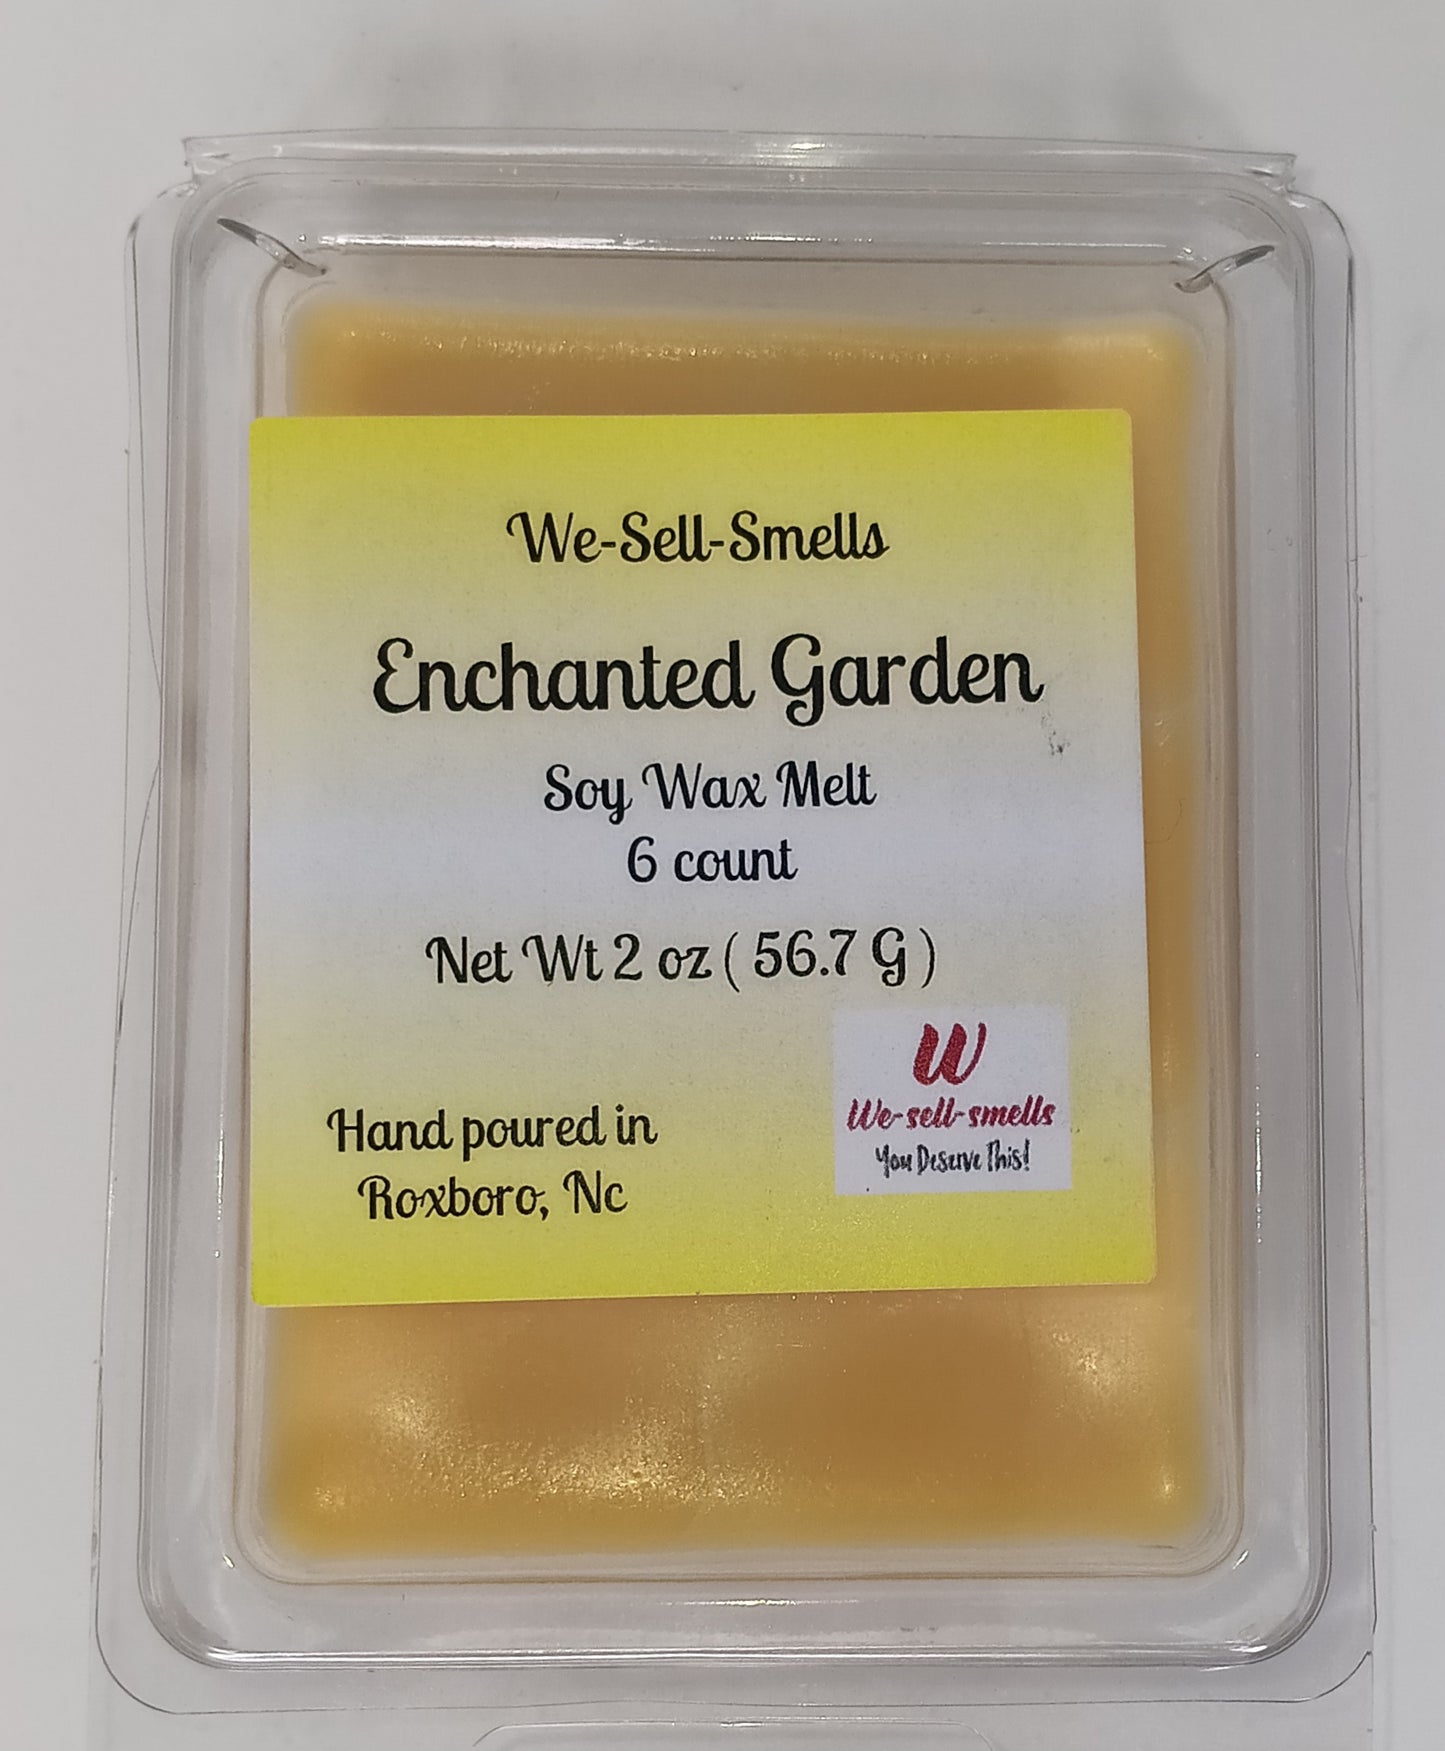 We-Sell-Smells
Enchanted Garden
Soy Wax Melt
6 count
Net Wt 2 oz ( 56.7 G )
Hand poured in
Roxboro, Nc
W
We-sell-smells
You Deserve This!